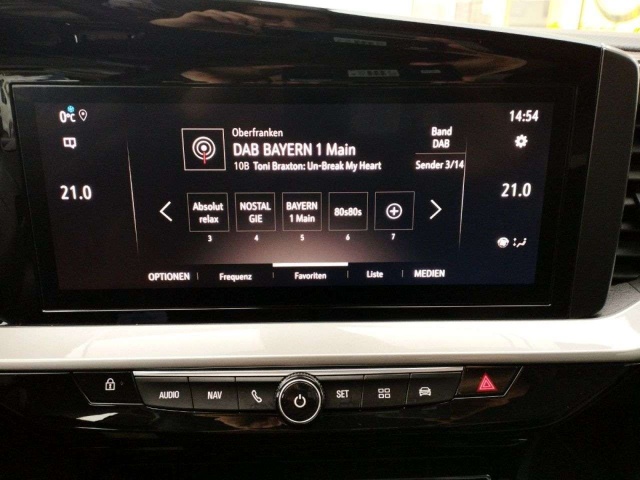 0°C
14:54
Oberfranken
DAB BAYERN 1 Main
10B Toni Braxton: Un-Break My Heart
Band
DAB
Sender 3/14
21.0
21.0
Absolut
relax
NOSTAL
GIE
BAYERN
1 Main
80s80s
3
4
5
6
7
OPTIONEN
Frequenz
Favoriten
Liste
MEDIEN
AUDIO
NAV
SET